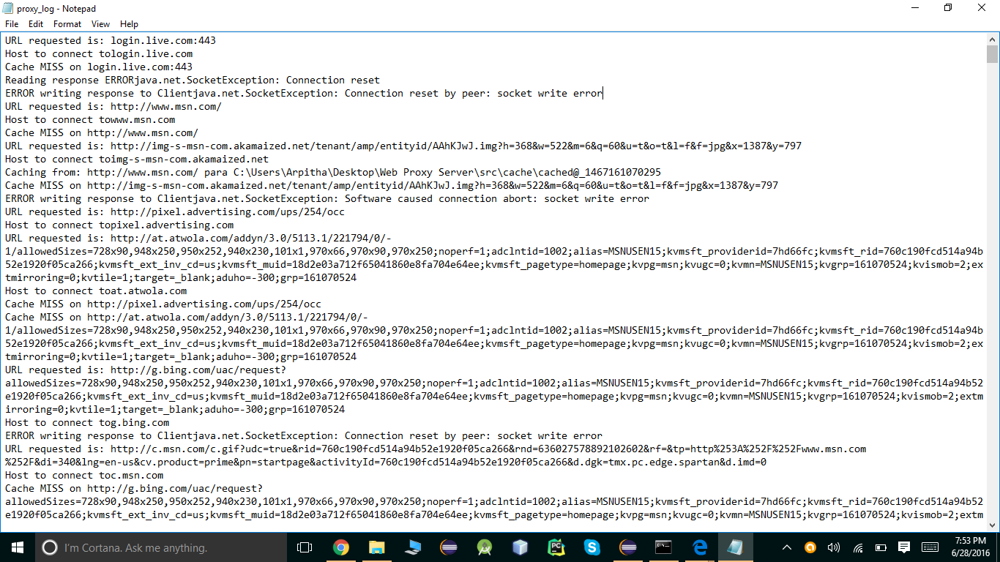 proxy_log - Notepad
File Edit Format View Help
URL requested is: login.live.com:443
Host to connect tologin.live.com
Cache MISS on login.live.com:443
Reading response ERRORjava.net.SocketException: Connection reset
ERROR writing response to Clientjava.net.SocketException: Connection reset by peer: socket write error
URL requested is: http://www.msn.com/
Host to connect towww.msn.com
Cache MISS on http://www.msn.com/
URL requested is: http://img-s-msn-com.akamaized.net/tenant/amp/entityid/AAhKJwJ.img?h=368&w=522&m=6&q=60&u=t&o=t&l=f&f=jpg&x=1387&y=797
Host to connect toimg-s-msn-com.akamaized.net
Caching from: http://www.msn.com/ para C:\Users\Arpitha\Desktop\Web Proxy Server\src\cache\cached@_1467161070295
Cache MISS on http://img-s-msn-com.akamaized.net/tenant/amp/entityid/AAhKJwJ.img?h=368&w=522&m=6&q=60&u=t&o=t&l=f&f=jpg&x=1387&y=797
ERROR writing response to Clientjava.net.SocketException: Software caused connection abort: socket write error
URL requested is: http://pixel.advertising.com/ups/254/occ
Host to connect topixel.advertising.com
URL requested is: http://at.atwola.com/addyn/3.0/5113.1/221794/0/-
1/allowedSizes=728x90,948x250,950x252,940x230,101x1,970x66,970x90,970x250;noperf=1;adclntid=1002;alias=MSNUSEN15;kvmsft_providerid=7hd66fc;kvmsft_rid=760c190fcd514a94b
52e1920f05ca266;kvmsft_ext_inv_cd=us;kvmsft_muid=18d2e03a712f65041860e8fa704e64ee;kvmsft_pagetype=homepage;kvpg=msn;kvugc=0;kvmn=MSNUSEN15;kvgrp=161070524;kvismob=2;ex
tmirroring=0;kvtile=1;target=_blank;aduho=-300;grp=161070524
Host to connect toat.atwola.com
Cache MISS on http://pixel.advertising.com/ups/254/occ
Cache MISS on http://at.atwola.com/addyn/3.0/5113.1/221794/0/-
1/allowedSizes=728x90,948x250,950x252,940x230,101x1,970x66,970x90,970x250;noperf=1;adclntid=1002;alias=MSNUSEN15;kvmsft_providerid=7hd66fc;kvmsft_rid=760c190fcd514a94b
52e1920f05ca266;kvmsft_ext_inv_cd=us;kvmsft_muid=18d2e03a712f65041860e8fa704e64ee;kvmsft_pagetype=homepage;kvpg=msn;kvugc=0;kvmn=MSNUSEN15;kvgrp=161070524;kvismob=2;ex
tmirroring=0;kvtile=1;target=_blank;aduho=-300;grp=161070524
URL requested is: http://g.bing.com/uac/request?
allowedSizes=728x90,948x250,950x252,940x230,101x1,970x66,970x90,970x250;noperf=1;adclntid=1002;alias=MSNUSEN15;kvmsft_providerid=7hd66fc;kvmsft_rid=760c190fcd514a94b52
e1920f05ca266;kvmsft_ext_inv_cd=us;kvmsft_muid=18d2e03a712f65041860e8fa704e64ee;kvmsft_pagetype=homepage;kvpg=msn;kvugc=0;kvmn=MSNUSEN15;kvgrp=161070524;kvismob=2;extm
irroring=0;kvtile=1;target=_blank;aduho=-300;grp=161070524
Host to connect tog.bing.com
ERROR writing response to Clientjava.net.SocketException: Connection reset by peer: socket write error
URL requested is: http://c.msn.com/c.gif?udc=true&rid=760c190fcd514a94b52e1920f05ca266&rnd=636027578892102602&rf=&tp=http%253A%252F%252Fwww.msn.com
%252F&di=340&lng=en-us&cv.product=prime&pn=startpage&activityId=760c190fcd514a94b52e1920f05ca266&d.dgk=tmx.pc.edge.spartan&d.imd=0
Host to connect toc.msn.com
Cache MISS on http://g.bing.com/uac/request?
allowedSizes=728x90,948x250,950x252,940x230,101x1,970x66,970x90,970x250;noperf=1;adclntid=1002;alias=MSNUSEN15;kvmsft_providerid=7hd66fc;kvmsft_rid=760c190fcd514a94b52
e1920f05ca266;kvmsft_ext_inv_cd=us;kvmsft_muid=18d2e03a712f65041860e8fa704e64ee;kvmsft_pagetype=homepage;kvpg=msn;kvugc=0;kvmn=MSNUSEN15;kvgrp=161070524;kvismob=2;extm
I'm Cortana. Ask me anything.
PC
7:53 PM
6/28/2016